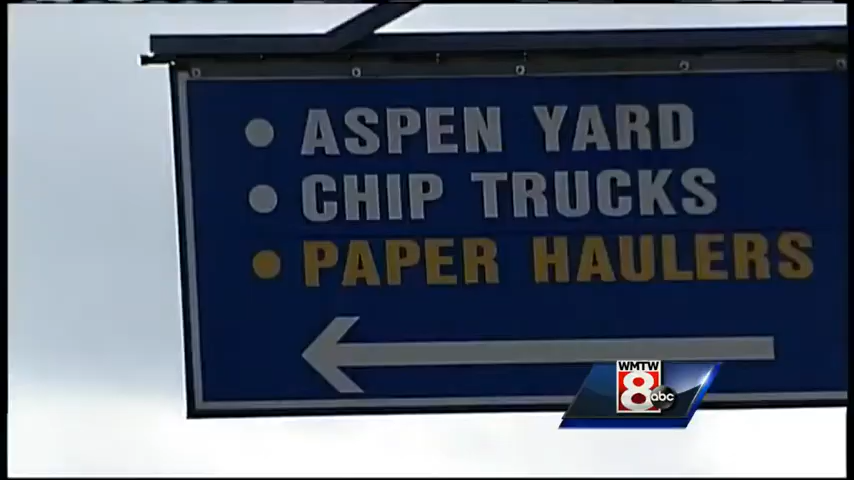 • ASPEN YARD
• CHIP TRUCKS
• PAPER HAULERS
WMTW
8 abc